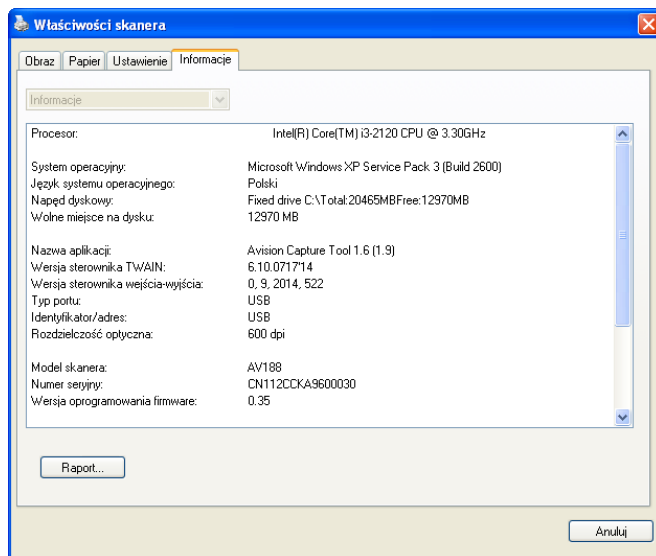 Właściwości skanera
Obraz Papier Ustawienie Informacje
Informacje
Procesor: Intel(R) Core(TM) i3-2120 CPU @ 3.30GHz
System operacyjny: Microsoft Windows XP Service Pack 3 (Build 2600)
Język systemu operacyjnego: Polski
Napęd dyskowy: Fixed drive C:\Total:20465MBFree:12970MB
Wolne miejsce na dysku: 12970 MB
Nazwa aplikacji: Avision Capture Tool 1.6 (1.9)
Wersja sterownika TWAIN: 6.10.0717'14
Wersja sterownika wejścia-wyjścia: 0, 9, 2014, 522
Typ portu: USB
Identyfikator/adres: USB
Rozdzielczość optyczna: 600 dpi
Model skanera: AV188
Numer seryjny: CN112CCKA9600030
Wersja oprogramowania firmware: 0.35
Raport...
Anuluj